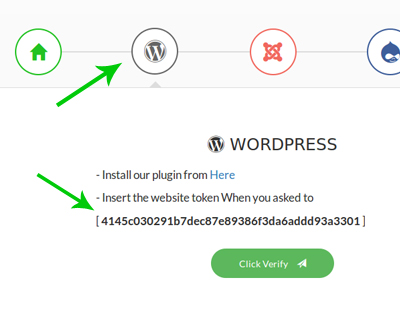 WORDPRESS
- Install our plugin from Here
- Insert the website token When you asked to
[ 4145c030291b7dec87e89386f3da6addd93a3301 ]
Click Verify